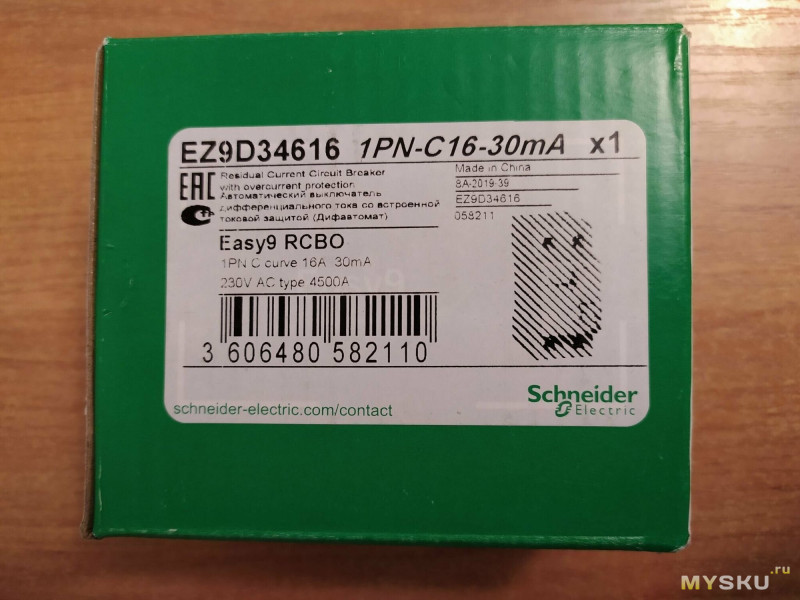 EZ9D34616 1PN-C16-30mA x1
EAC
Residual Current Circuit Breaker
with overcurrent protection
Автоматический выключатель
дифференциального тока со встроенной
токовой защитой (Дифавтомат)
Made in China
8A-2019-39
EZ9D34616
058211
Easy9 RCBO
1PN C curve 16A 30mA
230V AC type 4500A
3 606480 582110
schneider-electric.com/contact
Schneider
Electric
MYSKU.ru